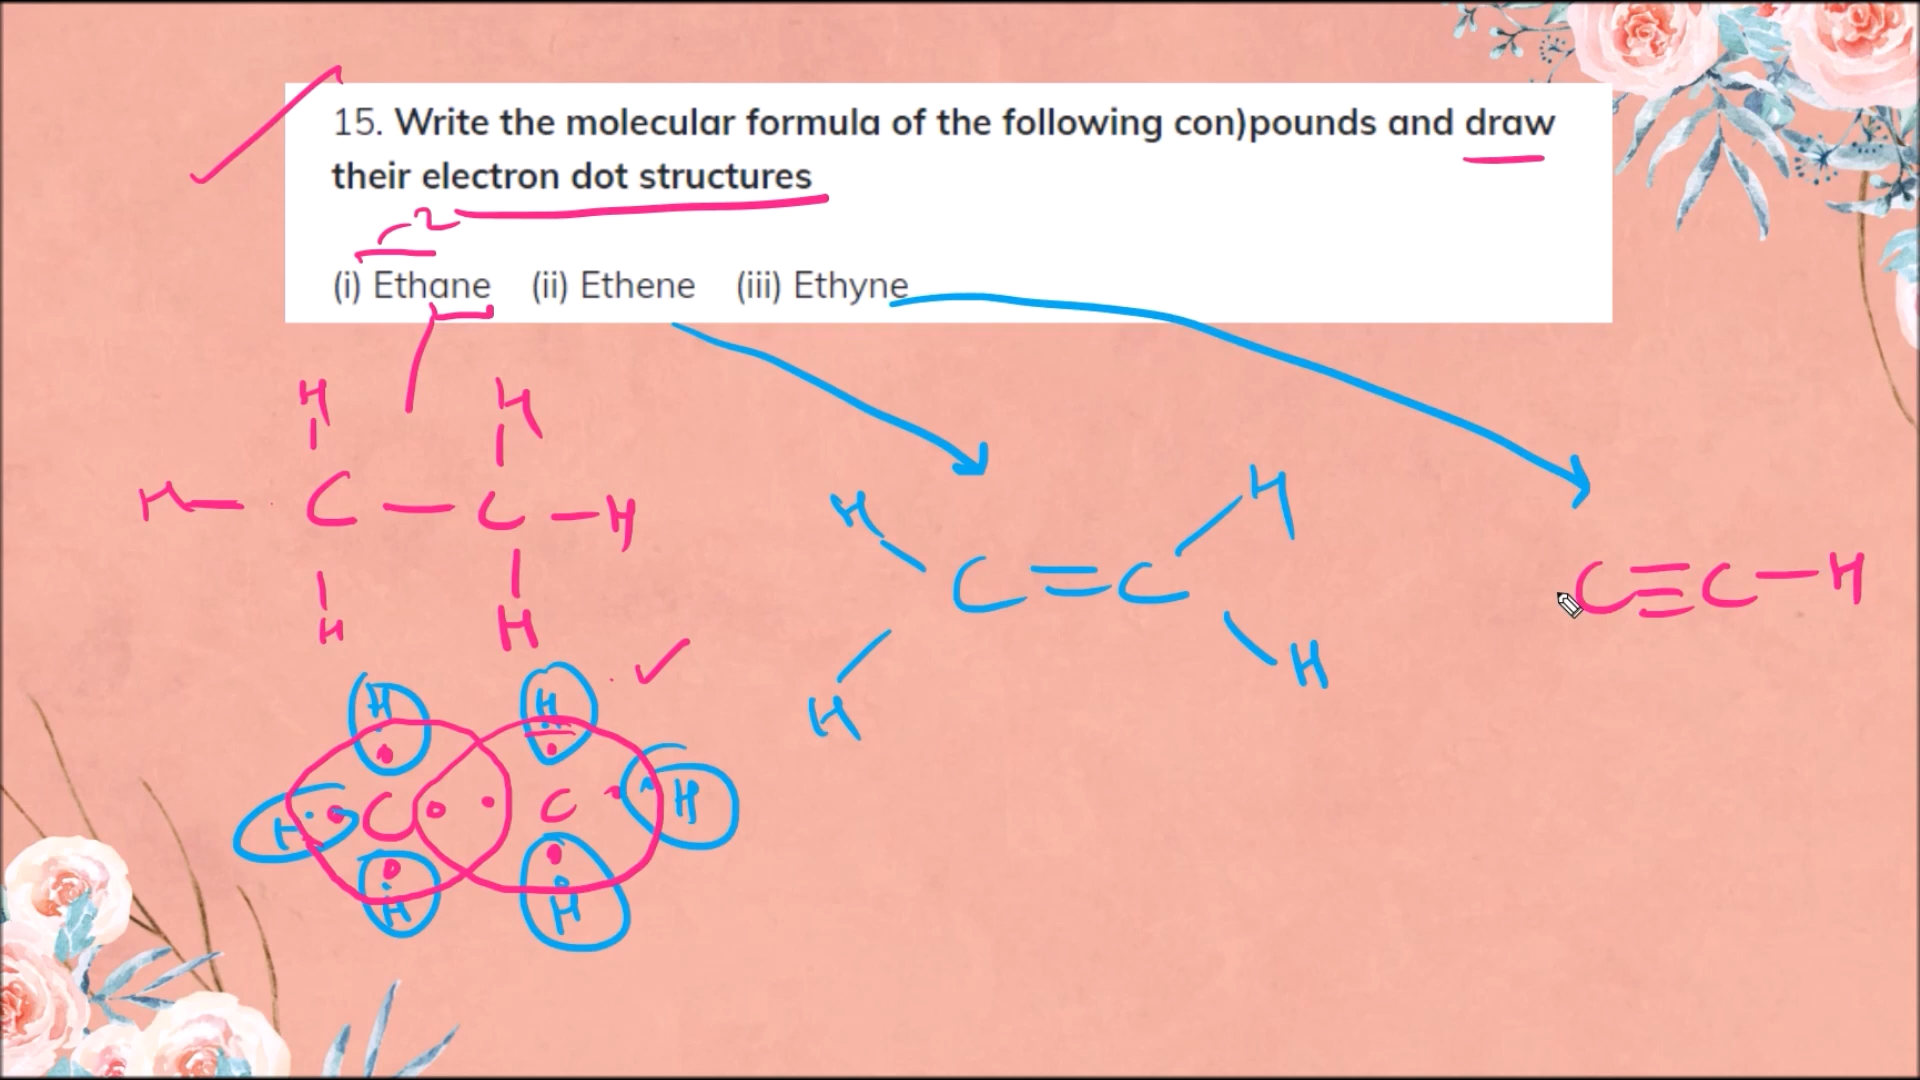 15. Write the molecular formula of the following con)pounds and draw
their electron dot structures
C2
(i) Ethane (ii) Ethene (iii) Ethyne
H H
H — C — C — H
H H
H H
C = C
H H
C ≡ C — H
H H
H C C H
H H